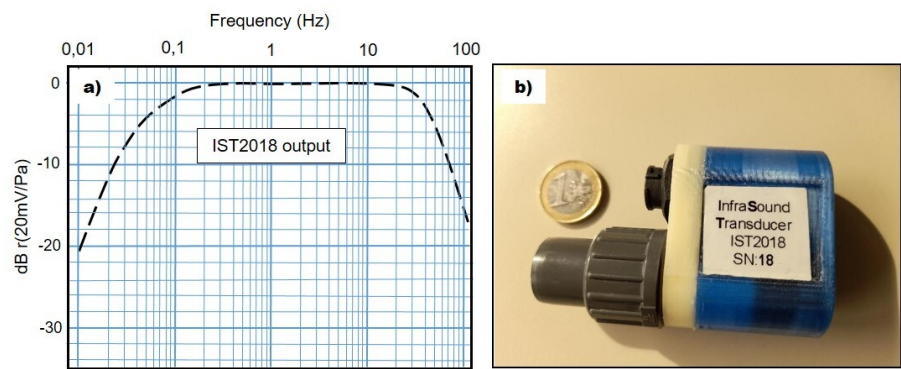 Frequency (Hz)
0,01 0,1 1 10 100
a)
0
-10
-20
-30
dB r(20mV/Pa)
IST2018 output
b)
InfraSound
Transducer
IST2018
SN:18
1